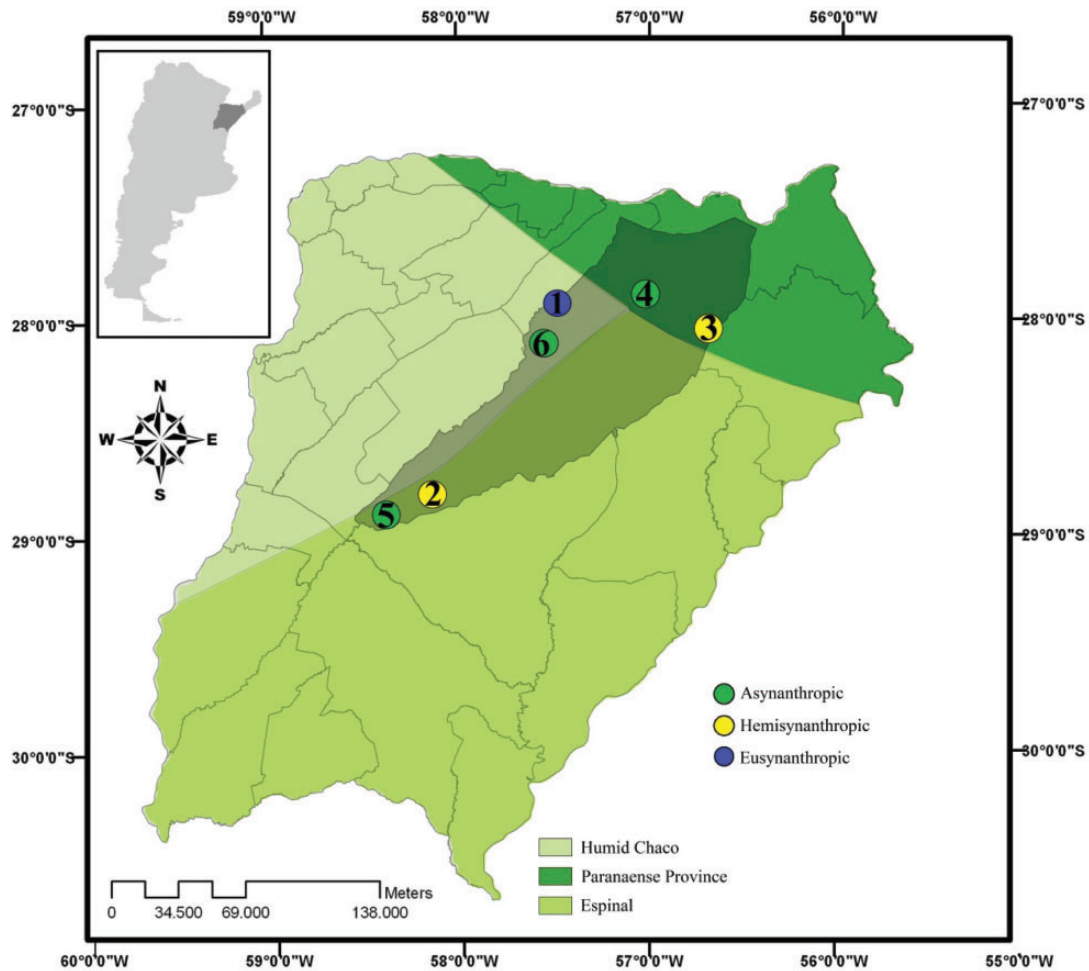 59°0'0"W 58°0'0"W 57°0'0"W 56°0'0"W
27°0'0"S 27°0'0"S
1
4
3
28°0'0"S 28°0'0"S
6
N
W E
S
2
5
29°0'0"S 29°0'0"S
Asynanthropic
Hemisynanthropic
Eusynanthropic
30°0'0"S 30°0'0"S
Humid Chaco
Paranaense Province
Espinal
Meters
0 34.500 69.000 138.000
60°0'0"W 59°0'0"W 58°0'0"W 57°0'0"W 56°0'0"W 55°0'0"W